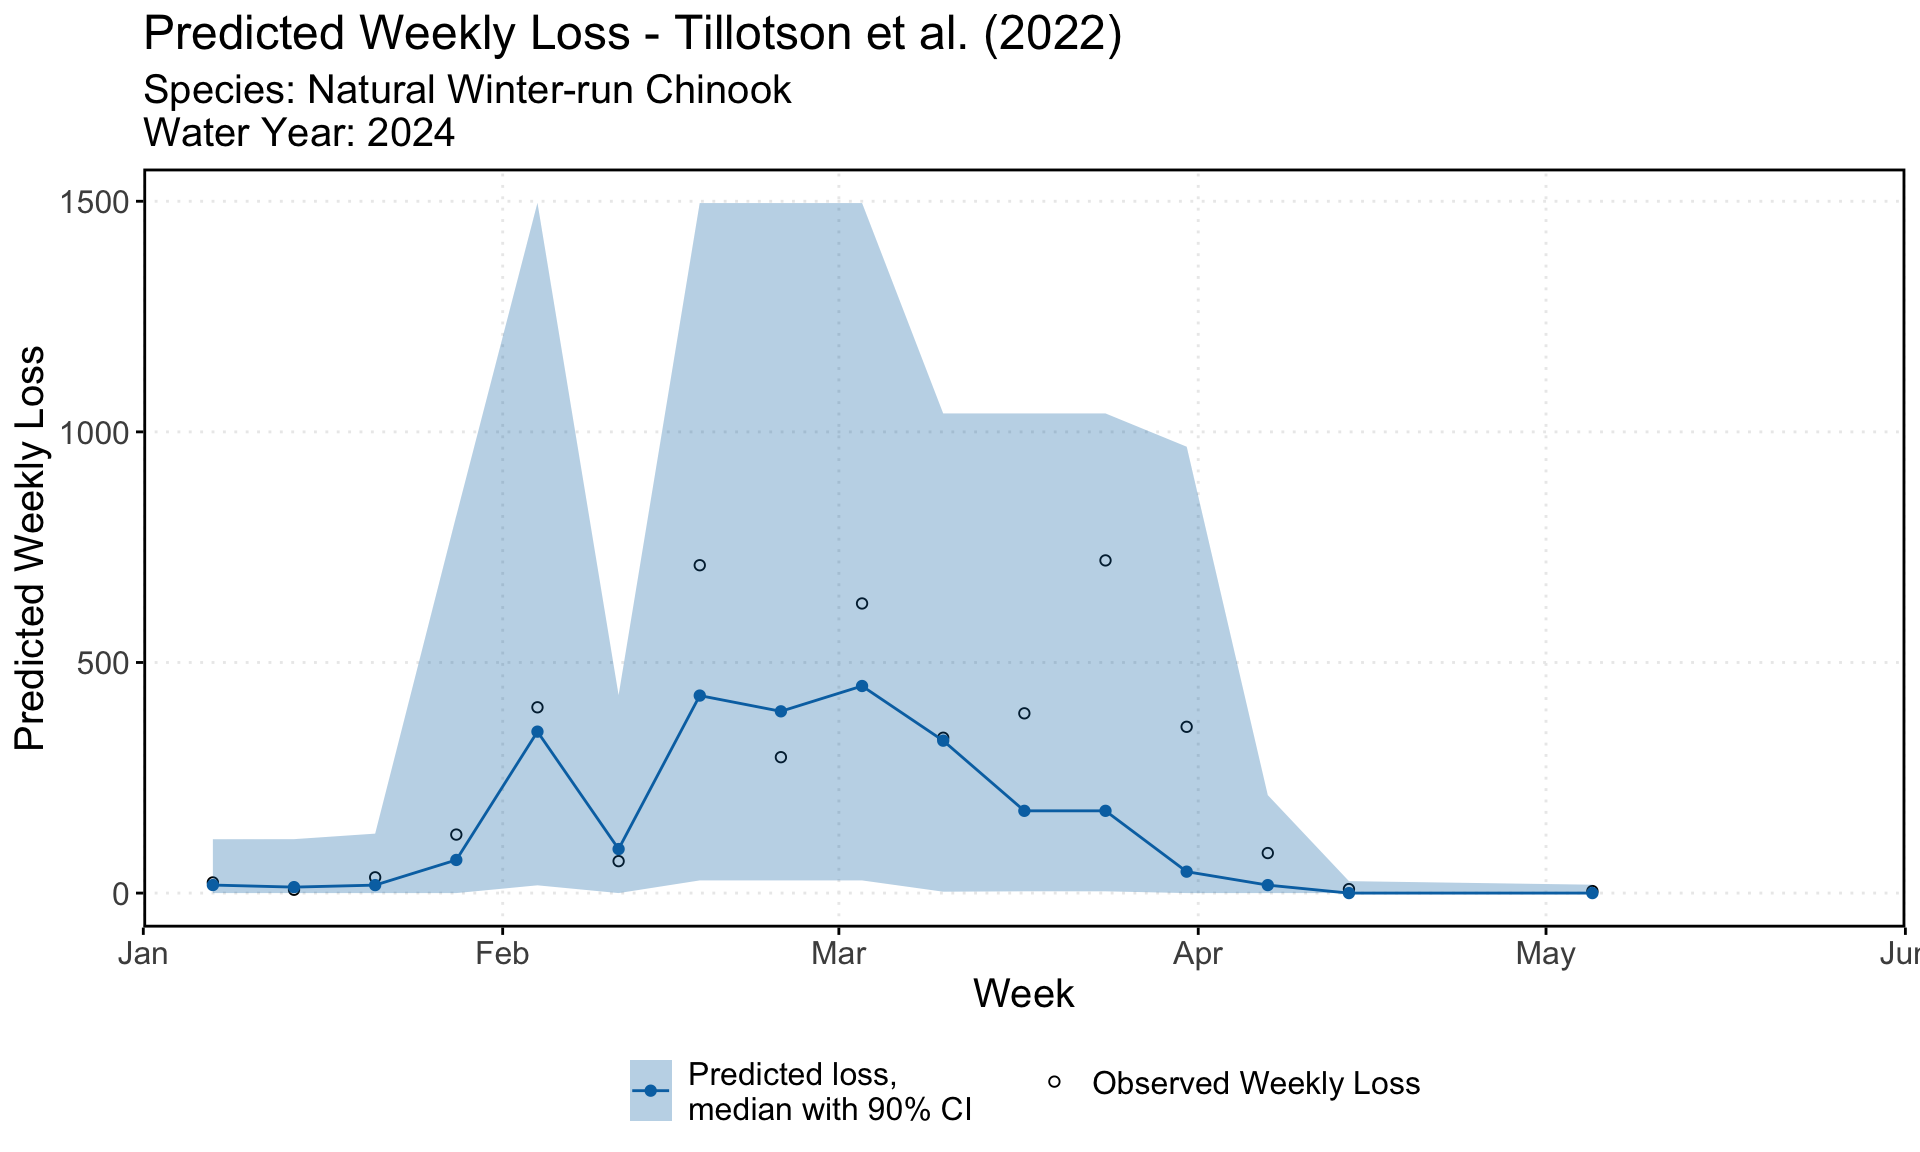 Predicted Weekly Loss - Tillotson et al. (2022)
Species: Natural Winter-run Chinook
Water Year: 2024
Predicted Weekly Loss
1500
1000
500
0
Jan Feb Mar Apr May Jun
Week
Predicted loss,
median with 90% CI
Observed Weekly Loss